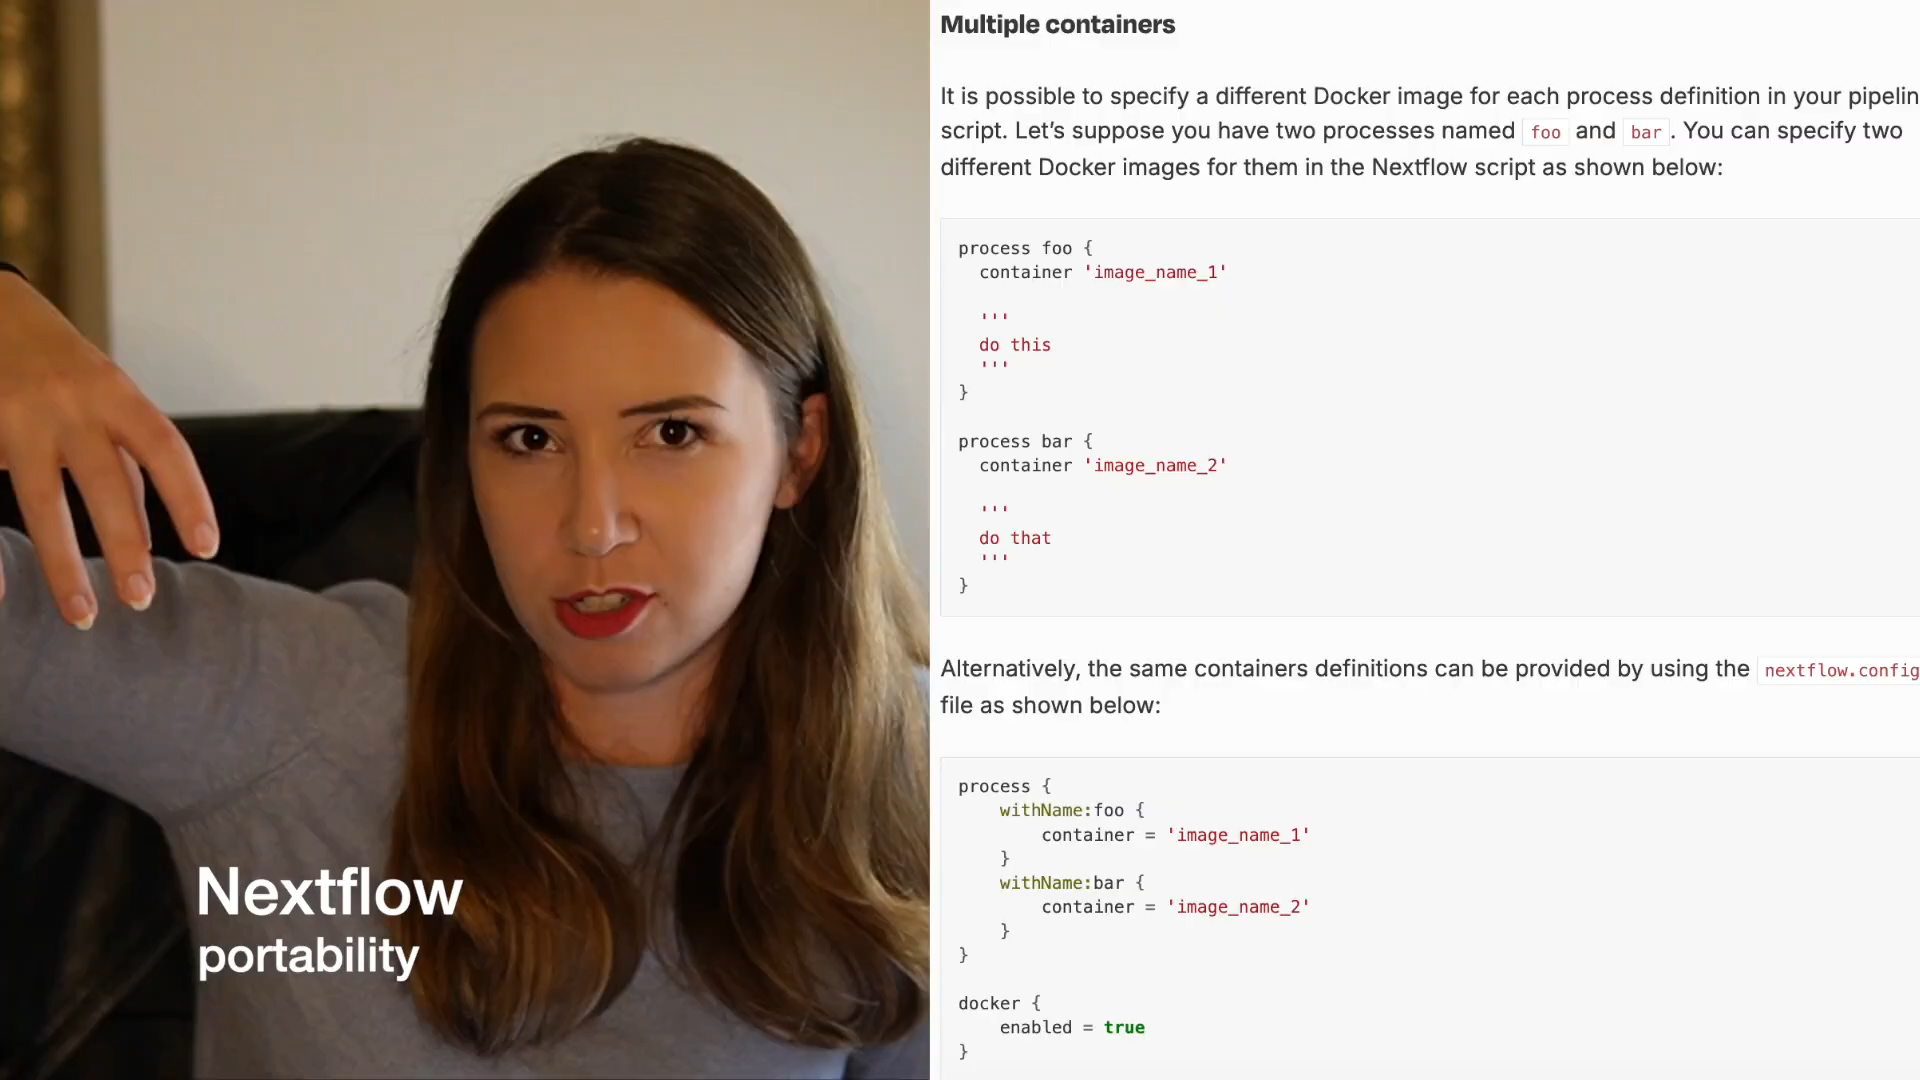 Multiple containers
It is possible to specify a different Docker image for each process definition in your pipelin
script. Let’s suppose you have two processes named foo and bar. You can specify two
different Docker images for them in the Nextflow script as shown below:
process foo {
  container 'image_name_1'
  '''
  do this
  '''
}
process bar {
  container 'image_name_2'
  '''
  do that
  '''
}
Alternatively, the same containers definitions can be provided by using the nextflow.config
file as shown below:
process {
    withName:foo {
        container = 'image_name_1'
    }
    withName:bar {
        container = 'image_name_2'
    }
}
docker {
    enabled = true
}
Nextflow
portability